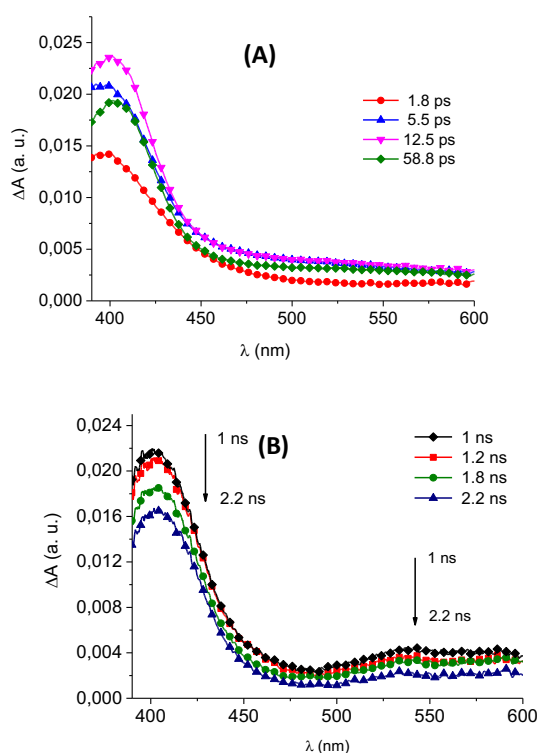 (A)
0,025
0,020
0,015
0,010
0,005
0,000
ΔA (a. u.)
1.8 ps
5.5 ps
12.5 ps
58.8 ps
400 450 500 550 600
λ (nm)
(B)
0,024
0,020
0,016
0,012
0,008
0,004
0,000
ΔA (a. u.)
1 ns
2.2 ns
1 ns
1.2 ns
1.8 ns
2.2 ns
1 ns
2.2 ns
400 450 500 550 600
λ (nm)